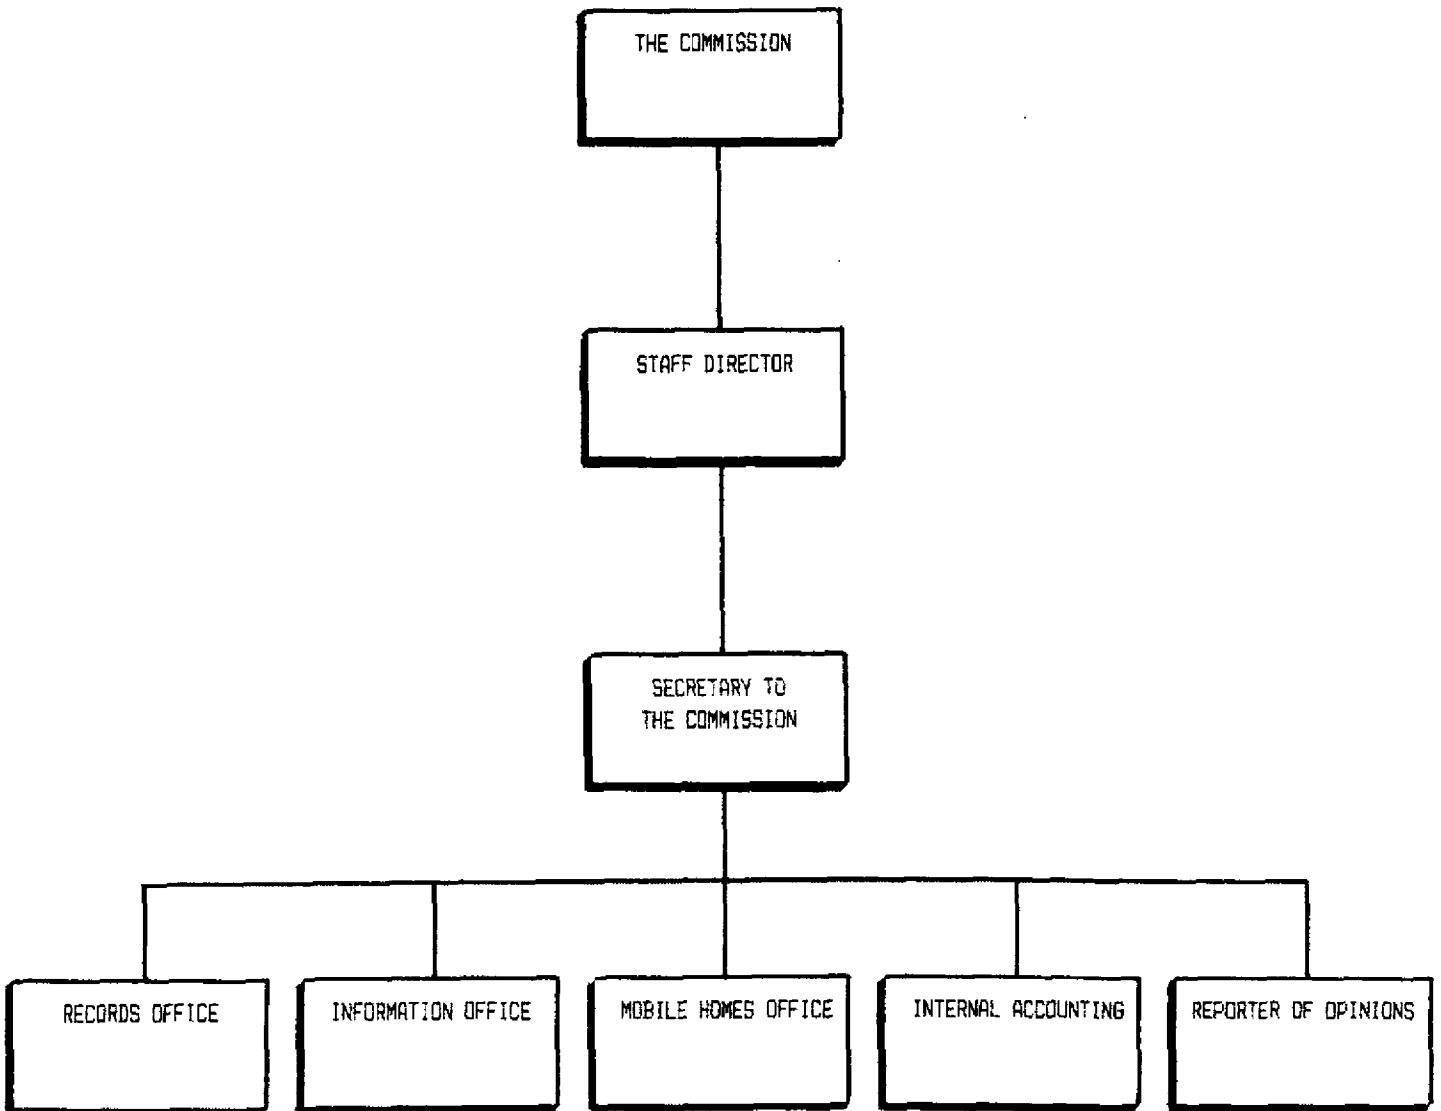 THE COMMISSION
STAFF DIRECTOR
SECRETARY TO
THE COMMISSION
RECORDS OFFICE
INFORMATION OFFICE
MOBILE HOMES OFFICE
INTERNAL ACCOUNTING
REPORTER OF OPINIONS